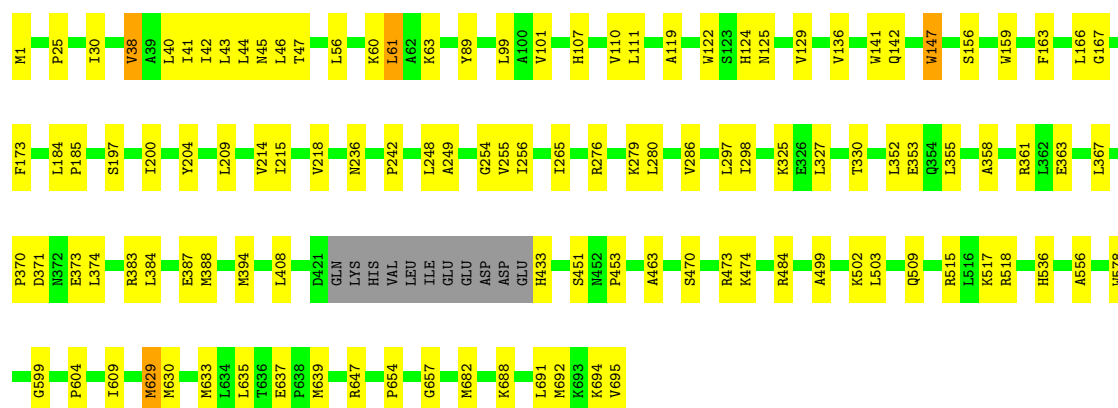 M1 P25 I30 V38 A39 L40 I41 I42 L43 L44 N45 L46 T47 L56 K60 L61 A62 K63 Y89 L99 A100 V101 H107 V110 L111 A119 W122 S123 H124 N125 V129 V136 W141 Q142 W147 S156 W159 F163 L166 G167
F173 L184 P185 S197 I200 Y204 L209 V214 I215 V218 N236 P242 L248 A249 G254 V255 I256 I265 R276 K279 L280 V286 L297 I298 K325 E326 L327 T330 L352 E353 Q354 L355 A358 R361 L362 E363 L367
P370 D371 N372 E373 L374 R383 L384 E387 M388 M394 L408 D421 GLN LYS HIS VAL LEU ILE GLU GLU ASP ASP GLU H433 S451 N452 P453 A463 S470 R473 K474 R484 A499 K502 L503 Q509 R515 L516 K517 R518 H536 A556 W578
G599 P604 I609 M629 M630 M633 L634 L635 T636 E637 P638 M639 R647 P654 G657 M682 K688 L691 M692 K693 K694 V695